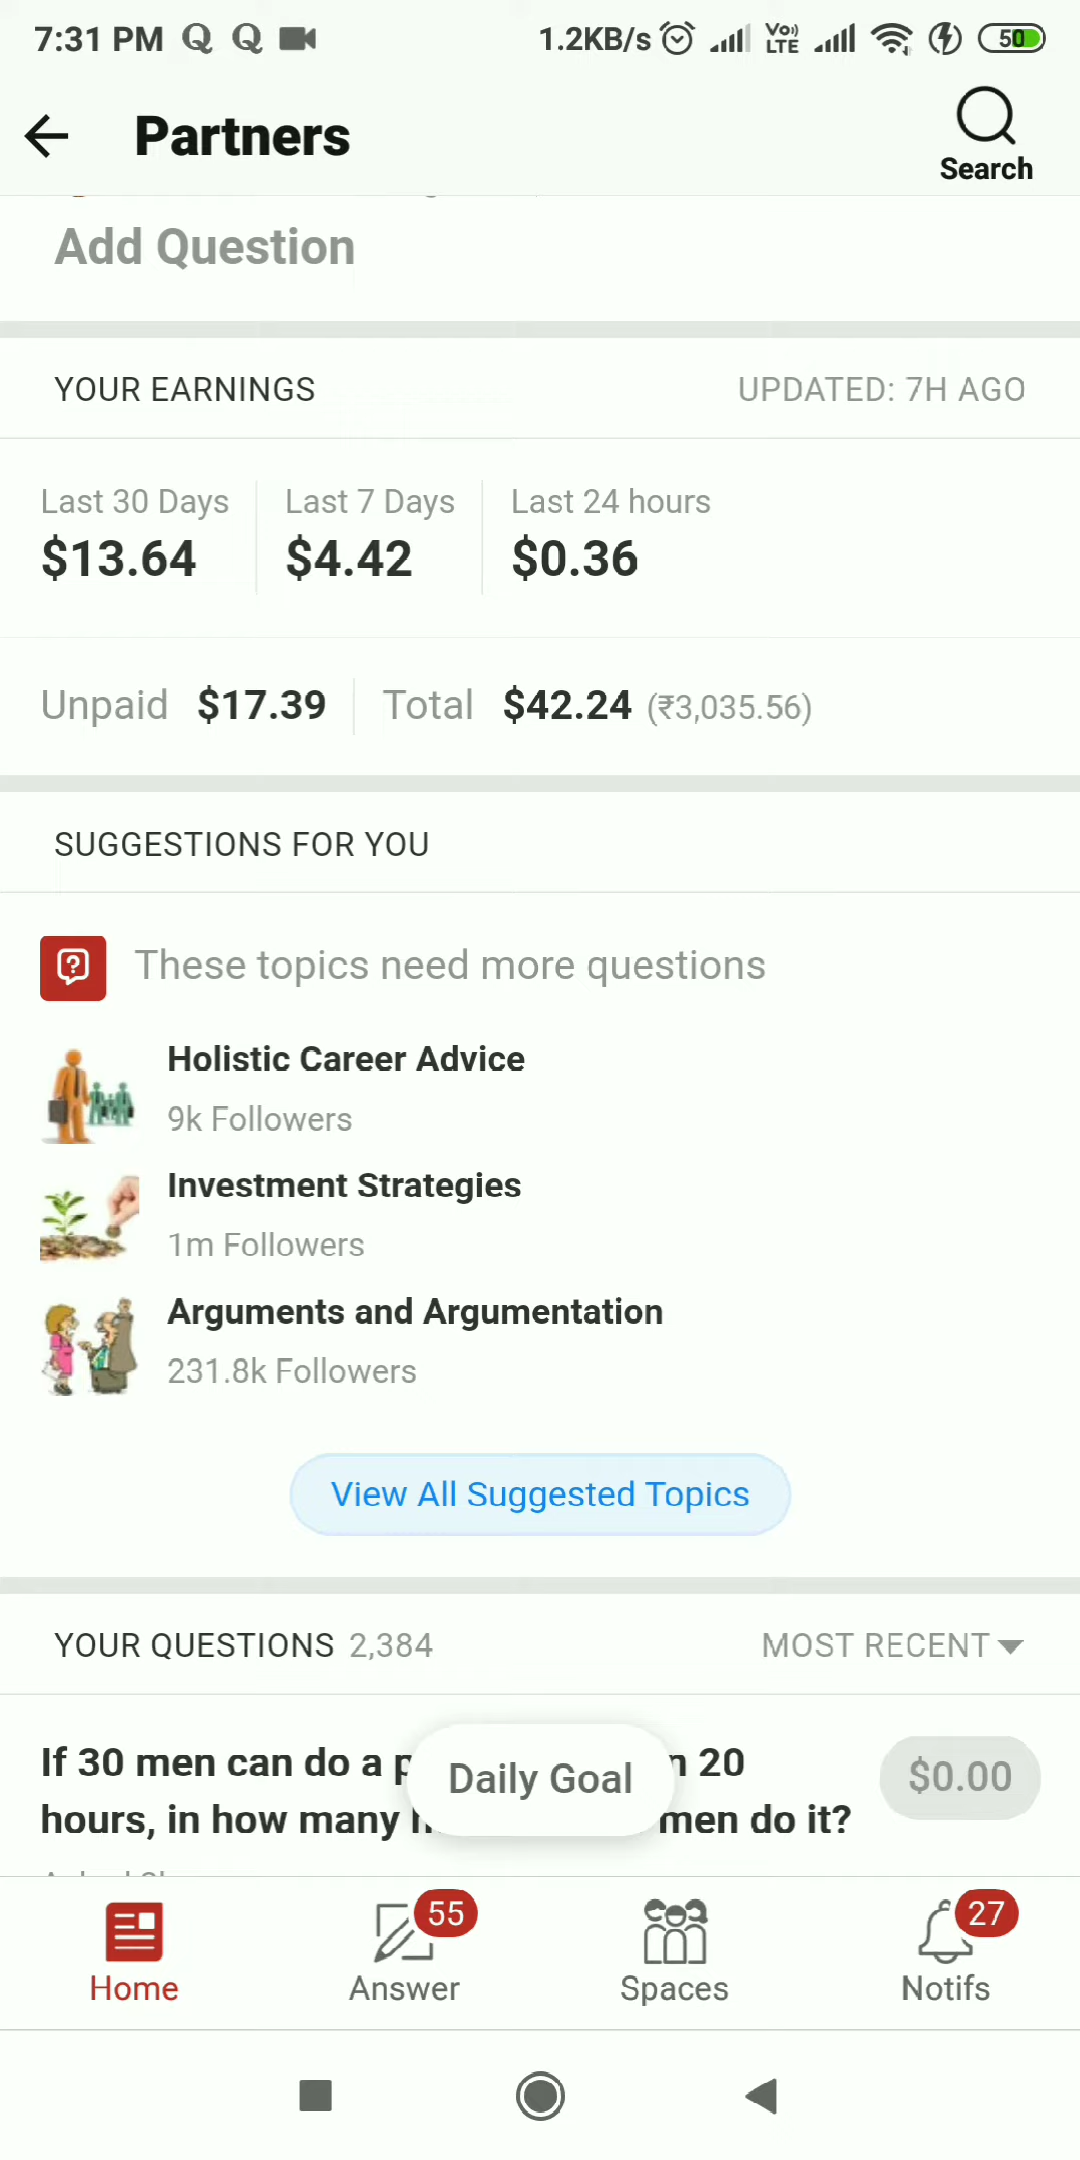 7:31 PM Q Q 1.2KB/s Vo)) LTE 50
Partners
Search
Add Question
YOUR EARNINGS UPDATED: 7H AGO
Last 30 Days Last 7 Days Last 24 hours
$13.64 $4.42 $0.36
Unpaid $17.39 Total $42.24 (₹3,035.56)
SUGGESTIONS FOR YOU
These topics need more questions
Holistic Career Advice
9k Followers
Investment Strategies
1m Followers
Arguments and Argumentation
231.8k Followers
View All Suggested Topics
YOUR QUESTIONS 2,384 MOST RECENT
If 30 men can do a 20 $0.00
Daily Goal
hours, in how many men do it?
55 27
Home Answer Spaces Notifs